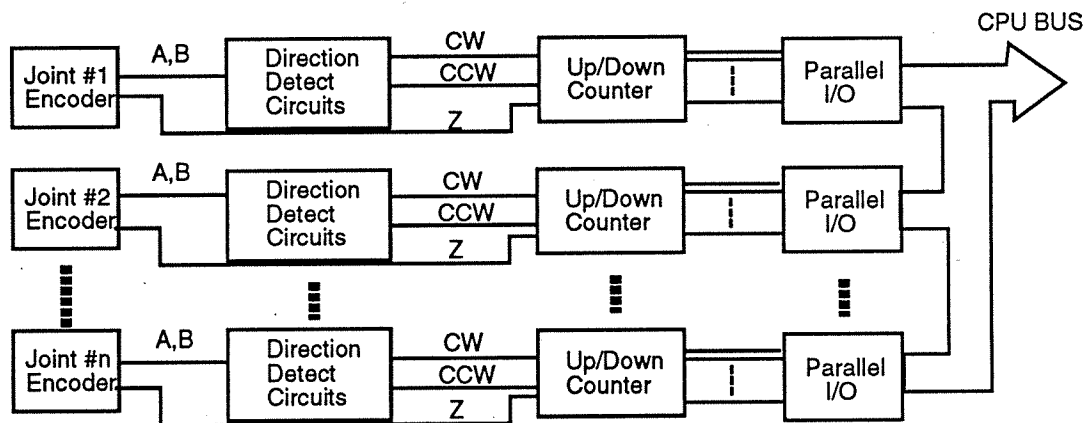 CPU BUS
Joint #1
Encoder
A,B
Direction
Detect
Circuits
CW
CCW
Z
Up/Down
Counter
Parallel
I/O
Joint #2
Encoder
A,B
Direction
Detect
Circuits
CW
CCW
Z
Up/Down
Counter
Parallel
I/O
Joint #n
Encoder
A,B
Direction
Detect
Circuits
CW
CCW
Z
Up/Down
Counter
Parallel
I/O